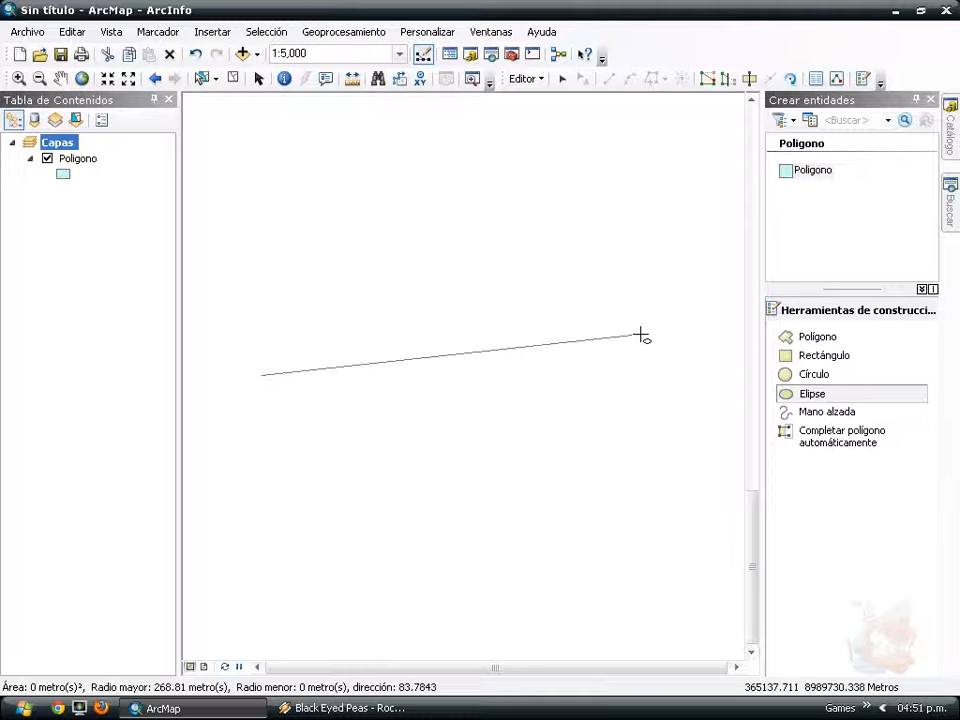 Sin título - ArcMap - ArcInfo
Archivo Editar Vista Marcador Insertar Selección Geoprocesamiento Personalizar Ventanas Ayuda
1:5,000
Editor
Tabla de Contenidos
Crear entidades
<Buscar>
Capas
Poligono
Poligono
Poligono
Catálogo
Buscar
Herramientas de construcci...
Polígono
Rectángulo
Círculo
Elipse
Mano alzada
Completar polígono
automáticamente
Área: 0 metro(s)², Radio mayor: 268.81 metro(s), Radio menor: 0 metro(s), dirección: 83.7843
365137.711 8989730.338 Metros
ArcMap
Black Eyed Peas - Roc...
Games
04:51 p.m.